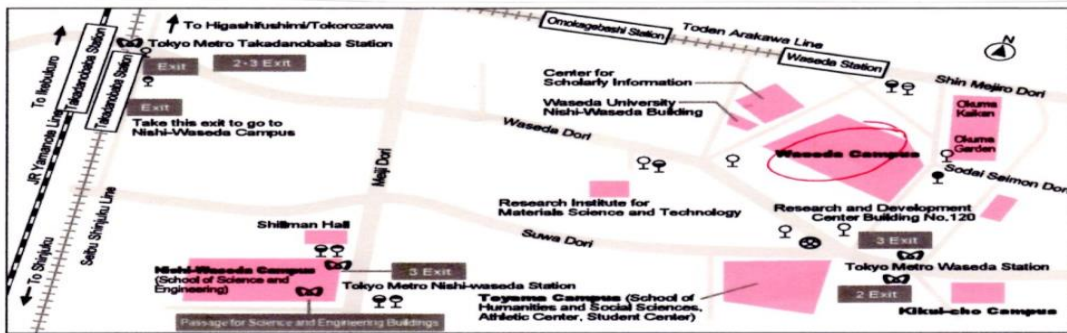 To Higashifushimi/Tokorozawa
Tokyo Metro Takadanobaba Station
Exit
2·3 Exit
To Ikebukuro
Takadanobaba Station
Takadanobaba Station
Exit
Take this exit to go to
Nishi-Waseda Campus
JR Yamanote Line
Seibu Shinjuku Line
To Shinjuku
Meiji Dori
Omokagebashi Station
Toden Arakawa Line
Waseda Station
N
Shin Mejiro Dori
Center for
Scholarly Information
Waseda University
Nishi-Waseda Building
Waseda Dori
Waseda Campus
Okuma
Kaikan
Okuma
Garden
Sodai Seimon Dori
Research Institute for
Materials Science and Technology
Research and Development
Center Building No.120
Suwa Dori
3 Exit
Tokyo Metro Waseda Station
2 Exit
Kikui-cho Campus
Shillman Hall
Nishi-Waseda Campus
(School of Science and
Engineering)
3 Exit
Tokyo Metro Nishi-waseda Station
Passage for Science and Engineering Buildings
Toyama Campus (School of
Humanities and Social Sciences,
Athletic Center, Student Center)